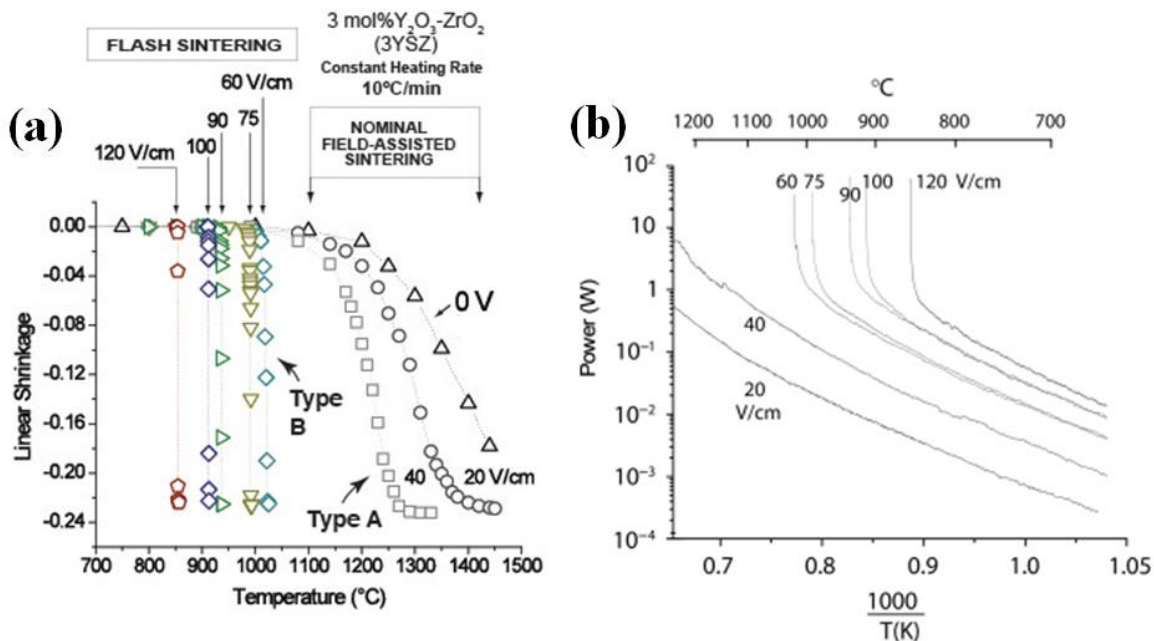 (a)
FLASH SINTERING
3 mol%Y₂O₃-ZrO₂
(3YSZ)
Constant Heating Rate
10°C/min
NOMINAL
FIELD-ASSISTED
SINTERING
120 V/cm
100
90
75
60 V/cm
0.00
-0.04
-0.08
-0.12
-0.16
-0.20
-0.24
Linear Shrinkage
0 V
Type
B
Type A
40
20 V/cm
700 800 900 1000 1100 1200 1300 1400 1500
Temperature (°C)
(b)
°C
1200 1100 1000 900 800 700
10²
10
1
10⁻¹
10⁻²
10⁻³
10⁻⁴
Power (W)
60 75 90 100 120 V/cm
40
20
V/cm
0.7 0.8 0.9 1.0 1.05
1000
T(K)